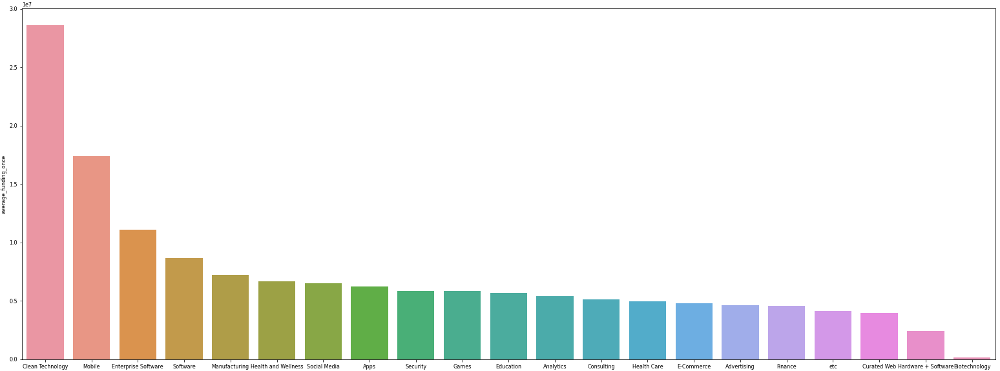 1e7
3.0
2.5
2.0
1.5
1.0
0.5
0.0
average_funding_once
Clean Technology Mobile Enterprise Software Software Manufacturing Health and Wellness Social Media Apps Security Games Education Analytics Consulting Health Care E-Commerce Advertising Finance etc Curated Web Hardware + Software Biotechnology